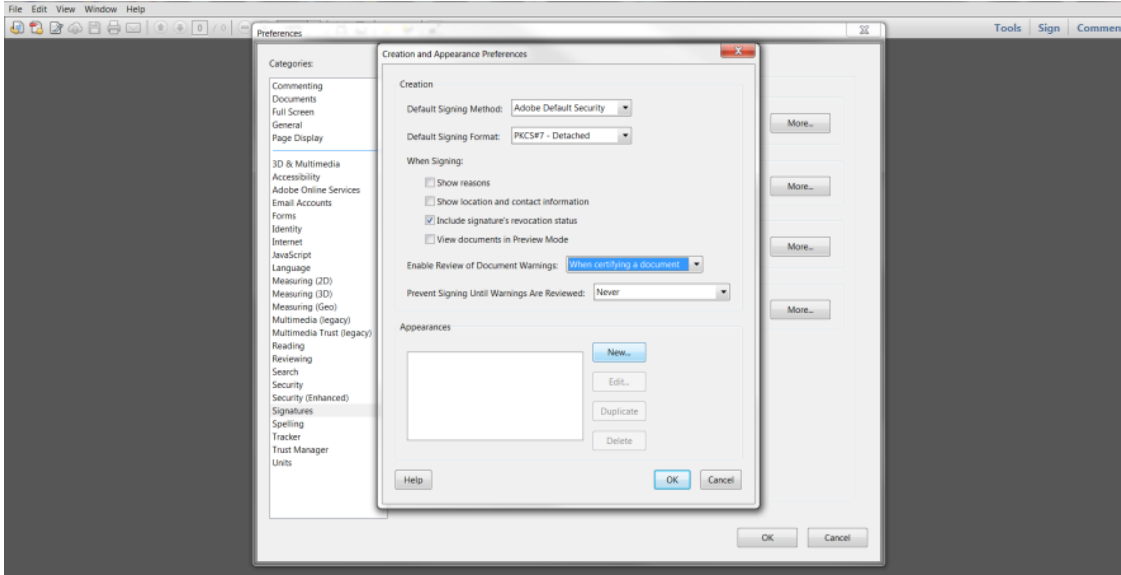 File Edit View Window Help
0 / 0
Tools Sign Commen
Preferences
Categories:
Commenting
Documents
Full Screen
General
Page Display
3D & Multimedia
Accessibility
Adobe Online Services
Email Accounts
Forms
Identity
Internet
JavaScript
Language
Measuring (2D)
Measuring (3D)
Measuring (Geo)
Multimedia (legacy)
Multimedia Trust (legacy)
Reading
Reviewing
Search
Security
Security (Enhanced)
Signatures
Spelling
Tracker
Trust Manager
Units
Creation and Appearance Preferences
Creation
Default Signing Method: Adobe Default Security
Default Signing Format: PKCS#7 - Detached
When Signing:
Show reasons
Show location and contact information
Include signature's revocation status
View documents in Preview Mode
Enable Review of Document Warnings: When certifying a document
Prevent Signing Until Warnings Are Reviewed: Never
Appearances
New...
Edit...
Duplicate
Delete
Help
OK Cancel
More...
More...
More...
More...
OK Cancel